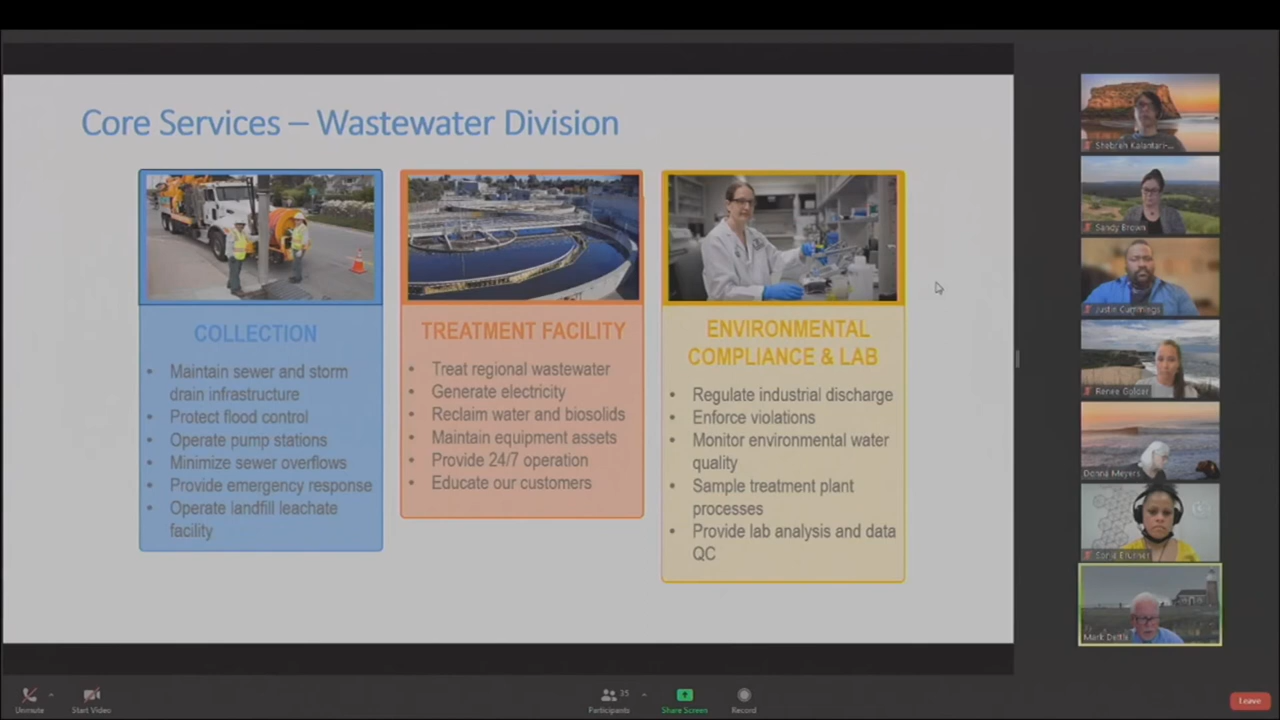 Core Services – Wastewater Division
COLLECTION
• Maintain sewer and storm
drain infrastructure
• Protect flood control
• Operate pump stations
• Minimize sewer overflows
• Provide emergency response
• Operate landfill leachate
facility
TREATMENT FACILITY
• Treat regional wastewater
• Generate electricity
• Reclaim water and biosolids
• Maintain equipment assets
• Provide 24/7 operation
• Educate our customers
ENVIRONMENTAL
COMPLIANCE & LAB
• Regulate industrial discharge
• Enforce violations
• Monitor environmental water
quality
• Sample treatment plant
processes
• Provide lab analysis and data
QC
Shebreh Kalantari-...
Sandy Brown
Justin Cummings
Renee Golder
Donna Meyers
Mark Dettle
Unmute
Start Video
35
Participants
Share Screen
Record
Leave